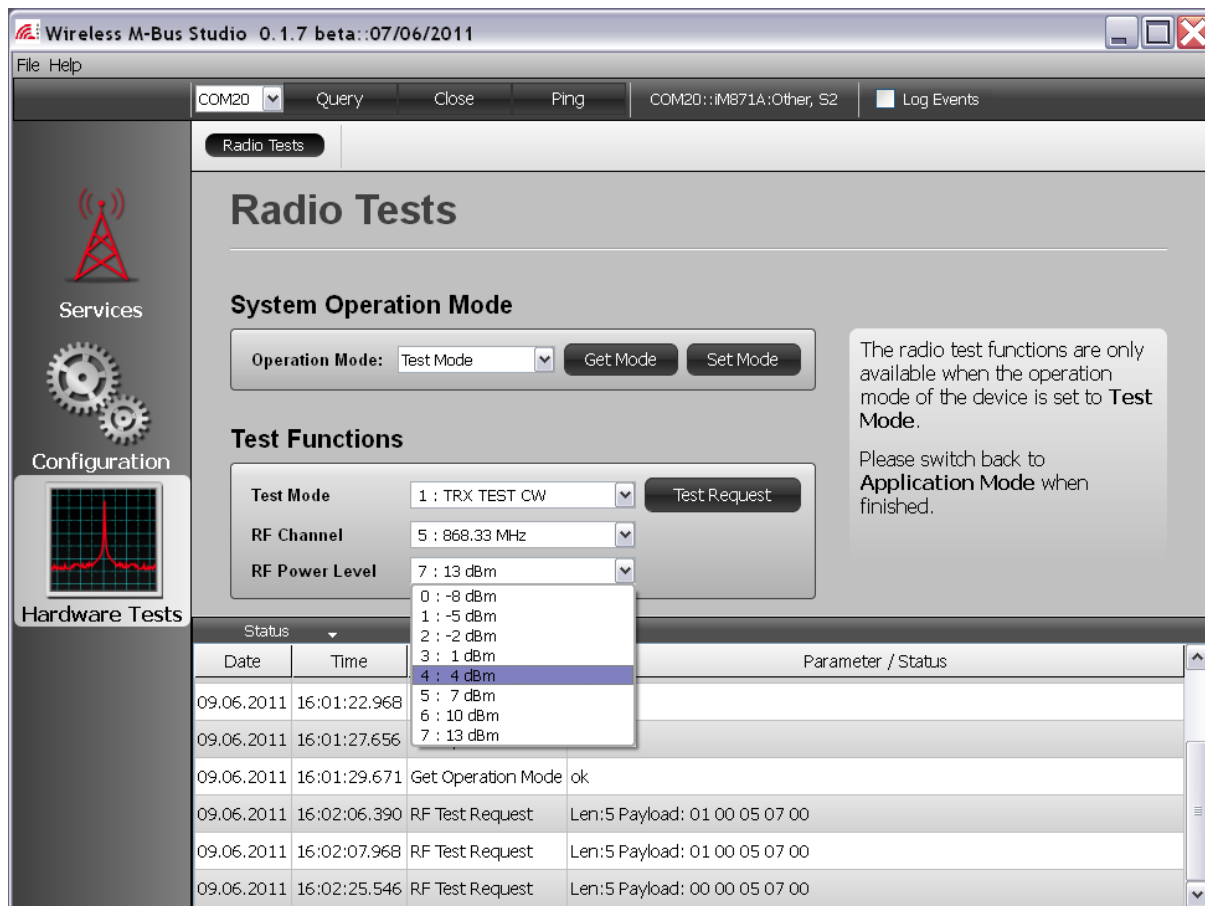 Wireless M-Bus Studio 0.1.7 beta::07/06/2011
File Help
COM20 Query Close Ping COM20::iM871A:Other, S2 Log Events
Radio Tests
Radio Tests
Services
Configuration
Hardware Tests
System Operation Mode
Operation Mode: Test Mode Get Mode Set Mode
The radio test functions are only
available when the operation
mode of the device is set to Test
Mode.
Please switch back to
Application Mode when
finished.
Test Functions
Test Mode 1 : TRX TEST CW Test Request
RF Channel 5 : 868.33 MHz
RF Power Level 7 : 13 dBm
0 : -8 dBm
1 : -5 dBm
2 : -2 dBm
3 : 1 dBm
4 : 4 dBm
5 : 7 dBm
6 : 10 dBm
7 : 13 dBm
Status
Date Time Parameter / Status
09.06.2011 16:01:22.968
09.06.2011 16:01:27.656
09.06.2011 16:01:29.671 Get Operation Mode ok
09.06.2011 16:02:06.390 RF Test Request Len:5 Payload: 01 00 05 07 00
09.06.2011 16:02:07.968 RF Test Request Len:5 Payload: 01 00 05 07 00
09.06.2011 16:02:25.546 RF Test Request Len:5 Payload: 00 00 05 07 00